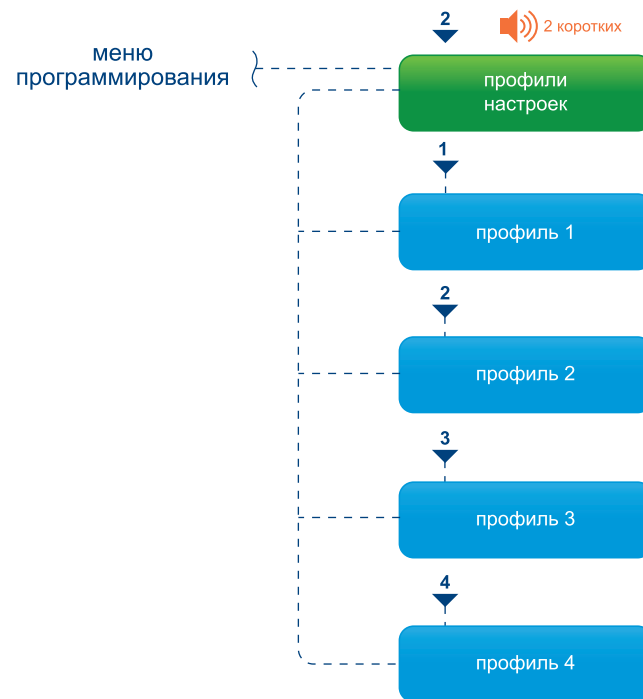 2
2 коротких
меню
программирования
профили
настроек
1
профиль 1
2
профиль 2
3
профиль 3
4
профиль 4